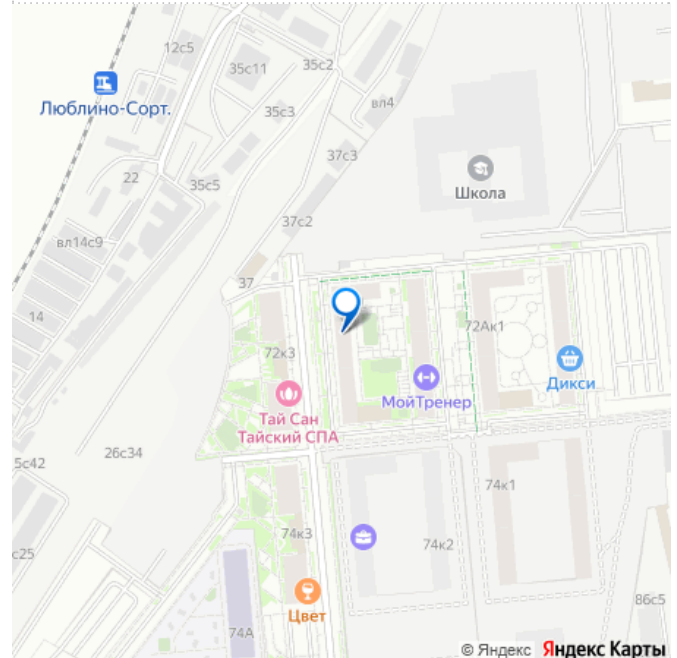 12с5
35с2
35с11
Люблино-Сорт.
35с3
вл4
37с3
22
35с5
Школа
37с2
вл14с9
37
14
72Ак1
72к3
Дикси
МойТренер
Тай Сан
Тайский СПА
26с34
5с42
74к1
74к3
74к2
с25
Цвет
86с5
74А
© Яндекс Яндекс Карты